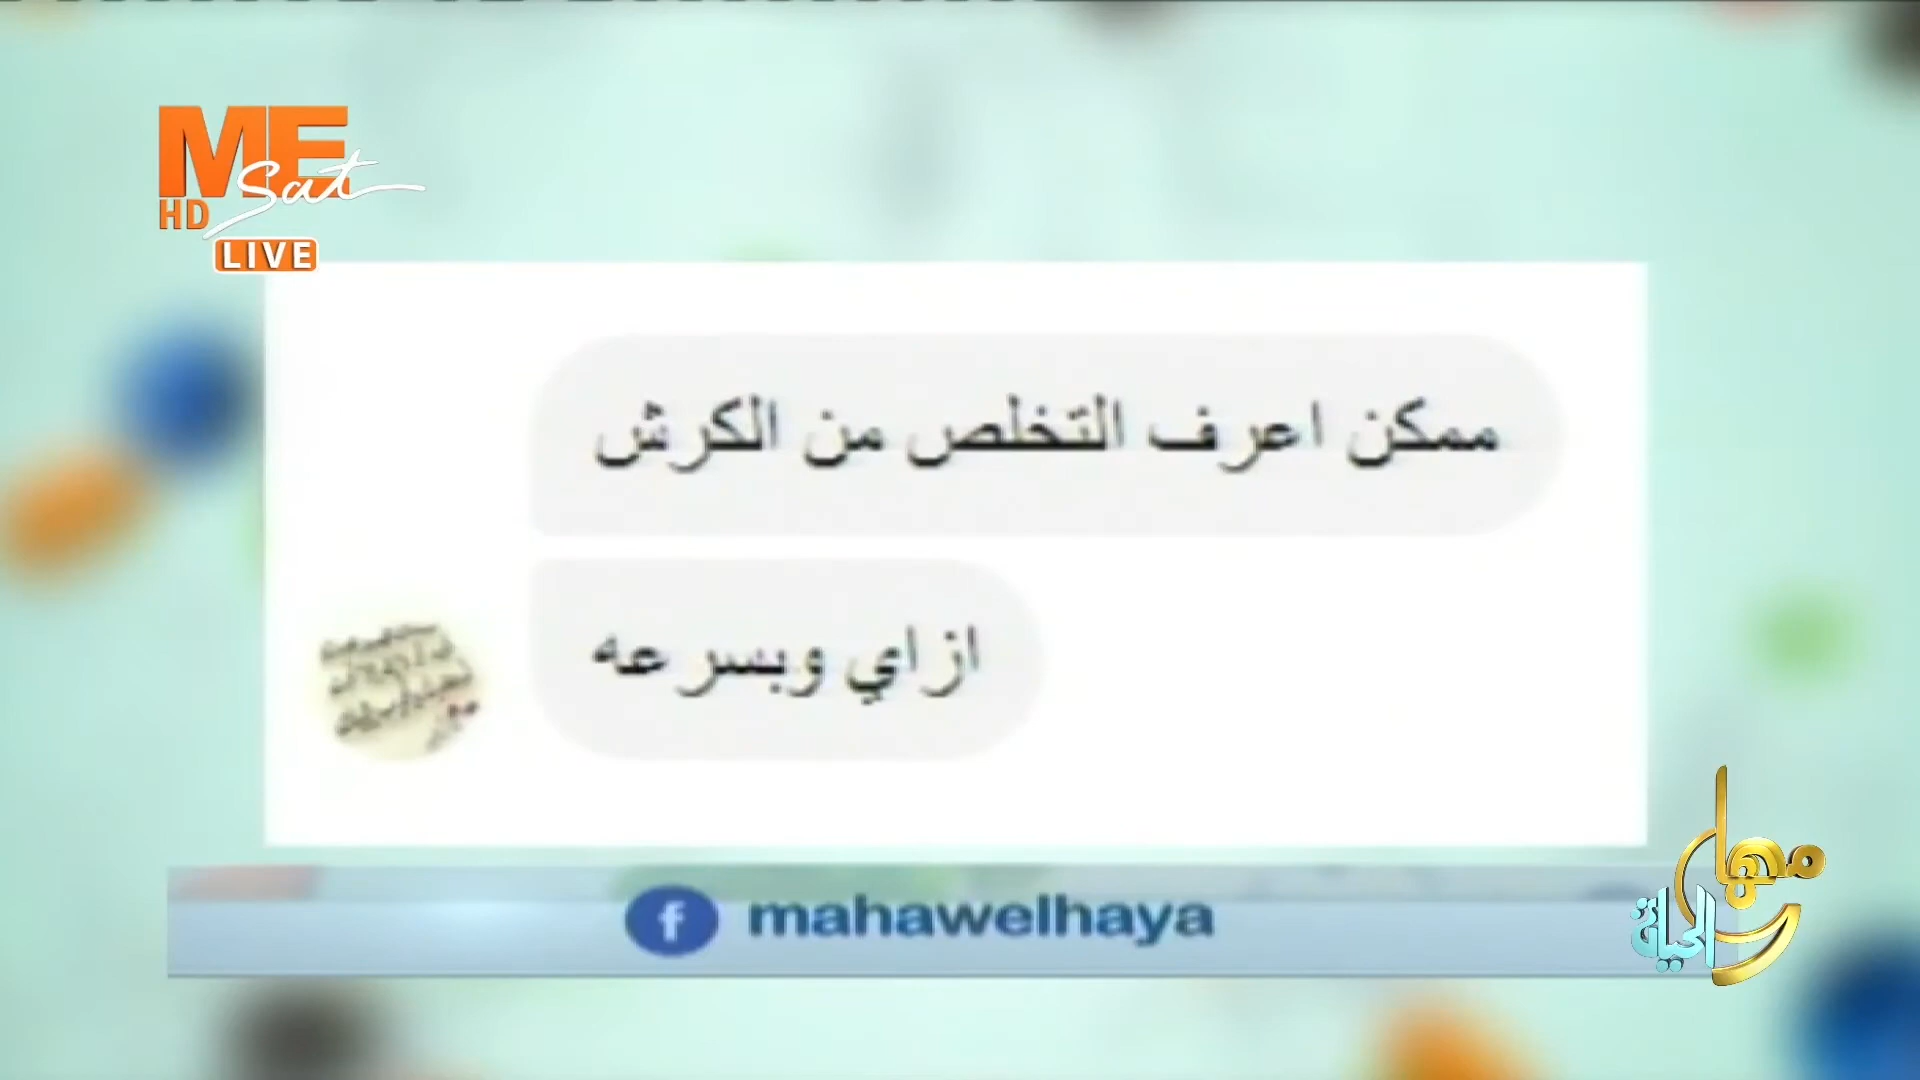 ME
Sat
HD
LIVE
ممكن اعرف التخلص من الكرش
ازاي وبسرعه
mahawelhaya
مها
والحياة